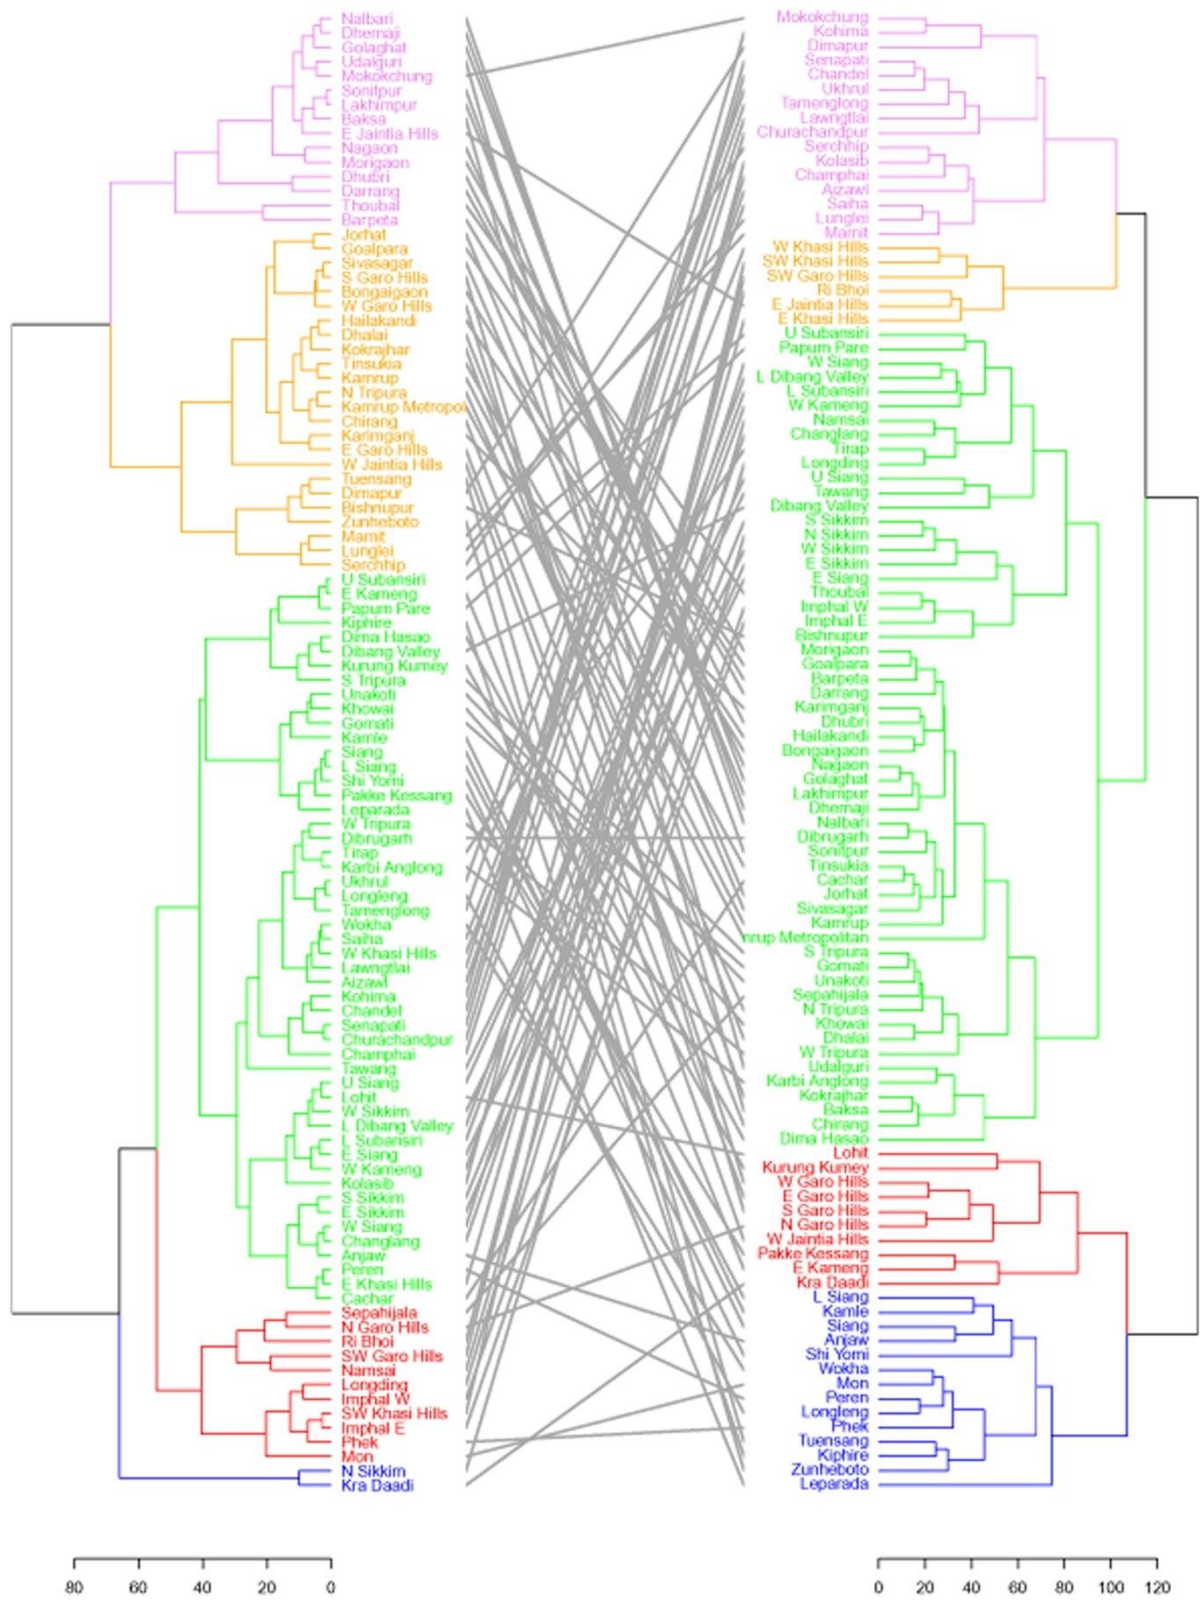 Nalbari
Dhemaji
Golaghat
Udalguri
Mokokchung
Sonitpur
Lakhimpur
Baksa
E Jaintia Hills
Nagaon
Morigaon
Dhubri
Darrang
Thoubal
Barpeta
Jorhat
Goalpara
Sivasagar
S Garo Hills
Bongaigaon
W Garo Hills
Hailakandi
Dhalai
Kokrajhar
Tinsukia
Kamrup
N Tripura
Kamrup Metropol
Chirang
Karimganj
E Garo Hills
W Jaintia Hills
Tuensang
Dimapur
Bishnupur
Zunheboto
Mamit
Lunglei
Serchhip
U Subansiri
E Kameng
Papum Pare
Kiphire
Dima Hasao
Dibang Valley
Kurung Kumey
S Tripura
Unakoti
Khowai
Gomati
Kamle
Siang
L Siang
Shi Yomi
Pakke Kessang
Leparada
W Tripura
Dibrugarh
Tirap
Karbi Anglong
Ukhrul
Longleng
Tamenglong
Wokha
Saiha
W Khasi Hills
Lawngtlai
Aizawl
Kohima
Chandel
Senapati
Churachandpur
Champhai
Tawang
U Siang
Lohit
W Sikkim
L Dibang Valley
L Subansiri
E Siang
W Kameng
Kolasib
S Sikkim
E Sikkim
W Siang
Changlang
Anjaw
Peren
E Khasi Hills
Cachar
Sepahijala
N Garo Hills
Ri Bhoi
SW Garo Hills
Namsai
Longding
Imphal W
SW Khasi Hills
Imphal E
Phek
Mon
N Sikkim
Kra Daadi
80 60 40 20 0
Mokokchung
Kohima
Dimapur
Senapati
Chandel
Ukhrul
Tamenglong
Lawngtlai
Churachandpur
Serchhip
Kolasib
Champhai
Aizawl
Saiha
Lunglei
Mamit
W Khasi Hills
SW Khasi Hills
SW Garo Hills
Ri Bhoi
E Jaintia Hills
E Khasi Hills
U Subansiri
Papum Pare
W Siang
L Dibang Valley
L Subansiri
W Kameng
Namsai
Changlang
Tirap
Longding
U Siang
Tawang
Dibang Valley
S Sikkim
N Sikkim
W Sikkim
E Sikkim
E Siang
Thoubal
Imphal W
Imphal E
Bishnupur
Morigaon
Goalpara
Barpeta
Darrang
Karimganj
Dhubri
Hailakandi
Bongaigaon
Nagaon
Golaghat
Lakhimpur
Dhemaji
Nalbari
Dibrugarh
Sonitpur
Tinsukia
Cachar
Jorhat
Sivasagar
Kamrup
mrup Metropolitan
S Tripura
Gomati
Unakoti
Sepahijala
N Tripura
Khowai
Dhalai
W Tripura
Udalguri
Karbi Anglong
Kokrajhar
Baksa
Chirang
Dima Hasao
Lohit
Kurung Kumey
W Garo Hills
E Garo Hills
S Garo Hills
N Garo Hills
W Jaintia Hills
Pakke Kessang
E Kameng
Kra Daadi
L Siang
Kamle
Siang
Anjaw
Shi Yomi
Wokha
Mon
Peren
Longleng
Phek
Tuensang
Kiphire
Zunheboto
Leparada
0 20 40 60 80 100 120